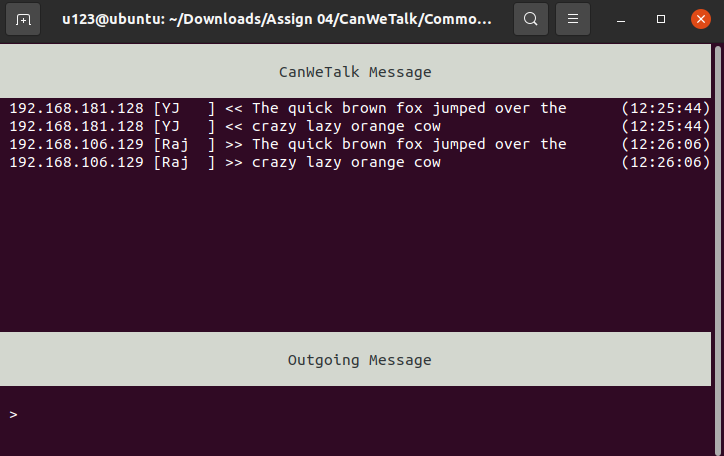 u123@ubuntu: ~/Downloads/Assign 04/CanWeTalk/Commo...
CanWeTalk Message
192.168.181.128 [YJ   ] << The quick brown fox jumped over the      (12:25:44)
192.168.181.128 [YJ   ] << crazy lazy orange cow                    (12:25:44)
192.168.106.129 [Raj  ] >> The quick brown fox jumped over the      (12:26:06)
192.168.106.129 [Raj  ] >> crazy lazy orange cow                    (12:26:06)
Outgoing Message
>